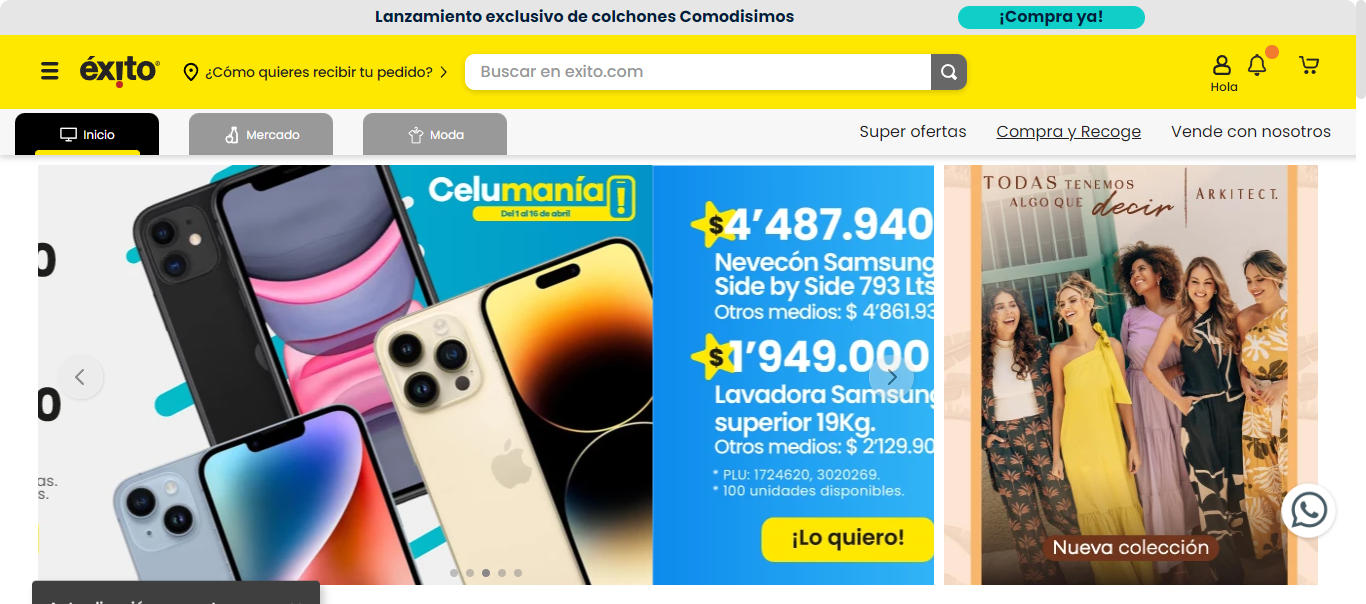 Lanzamiento exclusivo de colchones Comodisimos
¡Compra ya!
éxito
¿Cómo quieres recibir tu pedido?
Buscar en exito.com
Hola
Inicio
Mercado
Moda
Super ofertas
Compra y Recoge
Vende con nosotros
0
0
as.
s.
Celumanía
Del 1 al 16 de abril
$4’487.940
Nevecón Samsung
Side by Side 793 Lts
Otros medios: $ 4’861.93
$1’949.000
Lavadora Samsung
superior 19Kg.
Otros medios: $ 2’129.90
* PLU: 1724620, 3020269.
* 100 unidades disponibles.
¡Lo quiero!
TODAS TENEMOS
ALGO QUE decir
ARKITECT.
Nueva colección